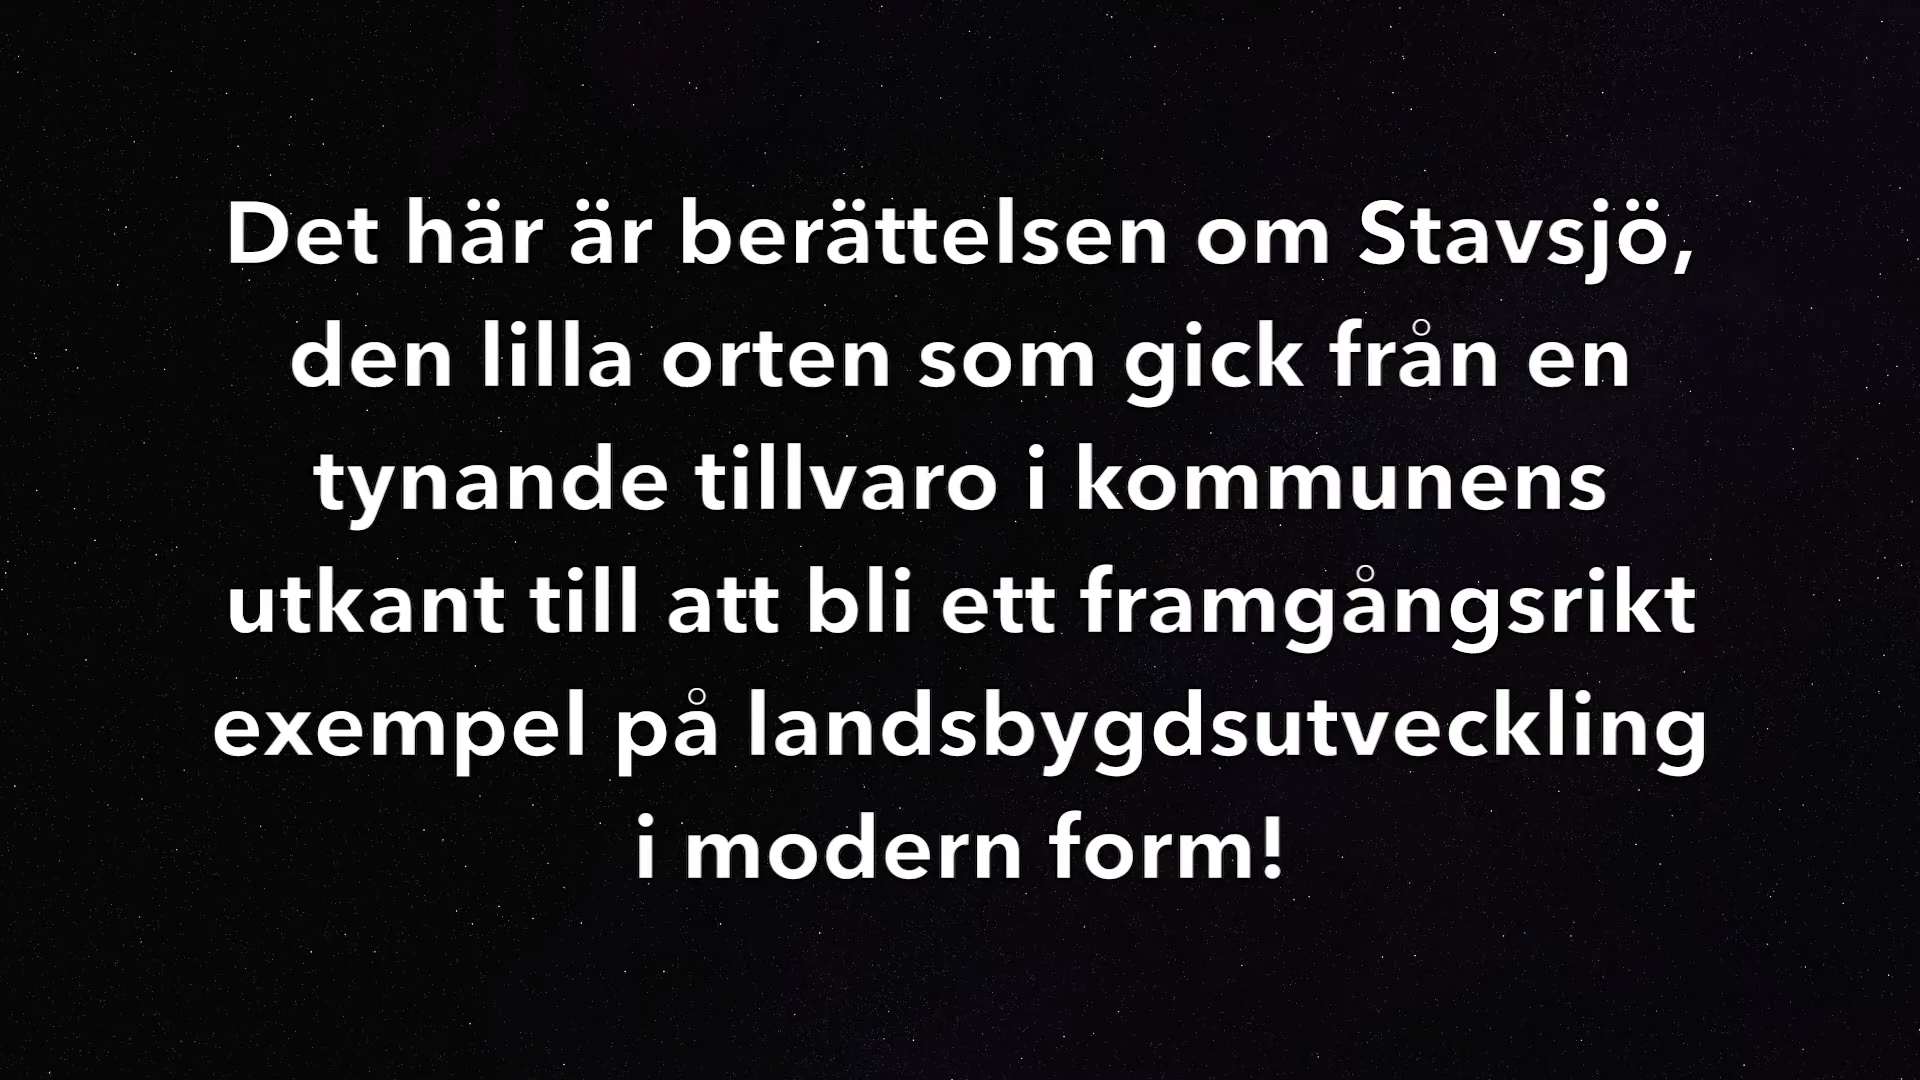 Det här är berättelsen om Stavsjö,
den lilla orten som gick från en
tynande tillvaro i kommunens
utkant till att bli ett framgångsrikt
exempel på landsbygdsutveckling
i modern form!